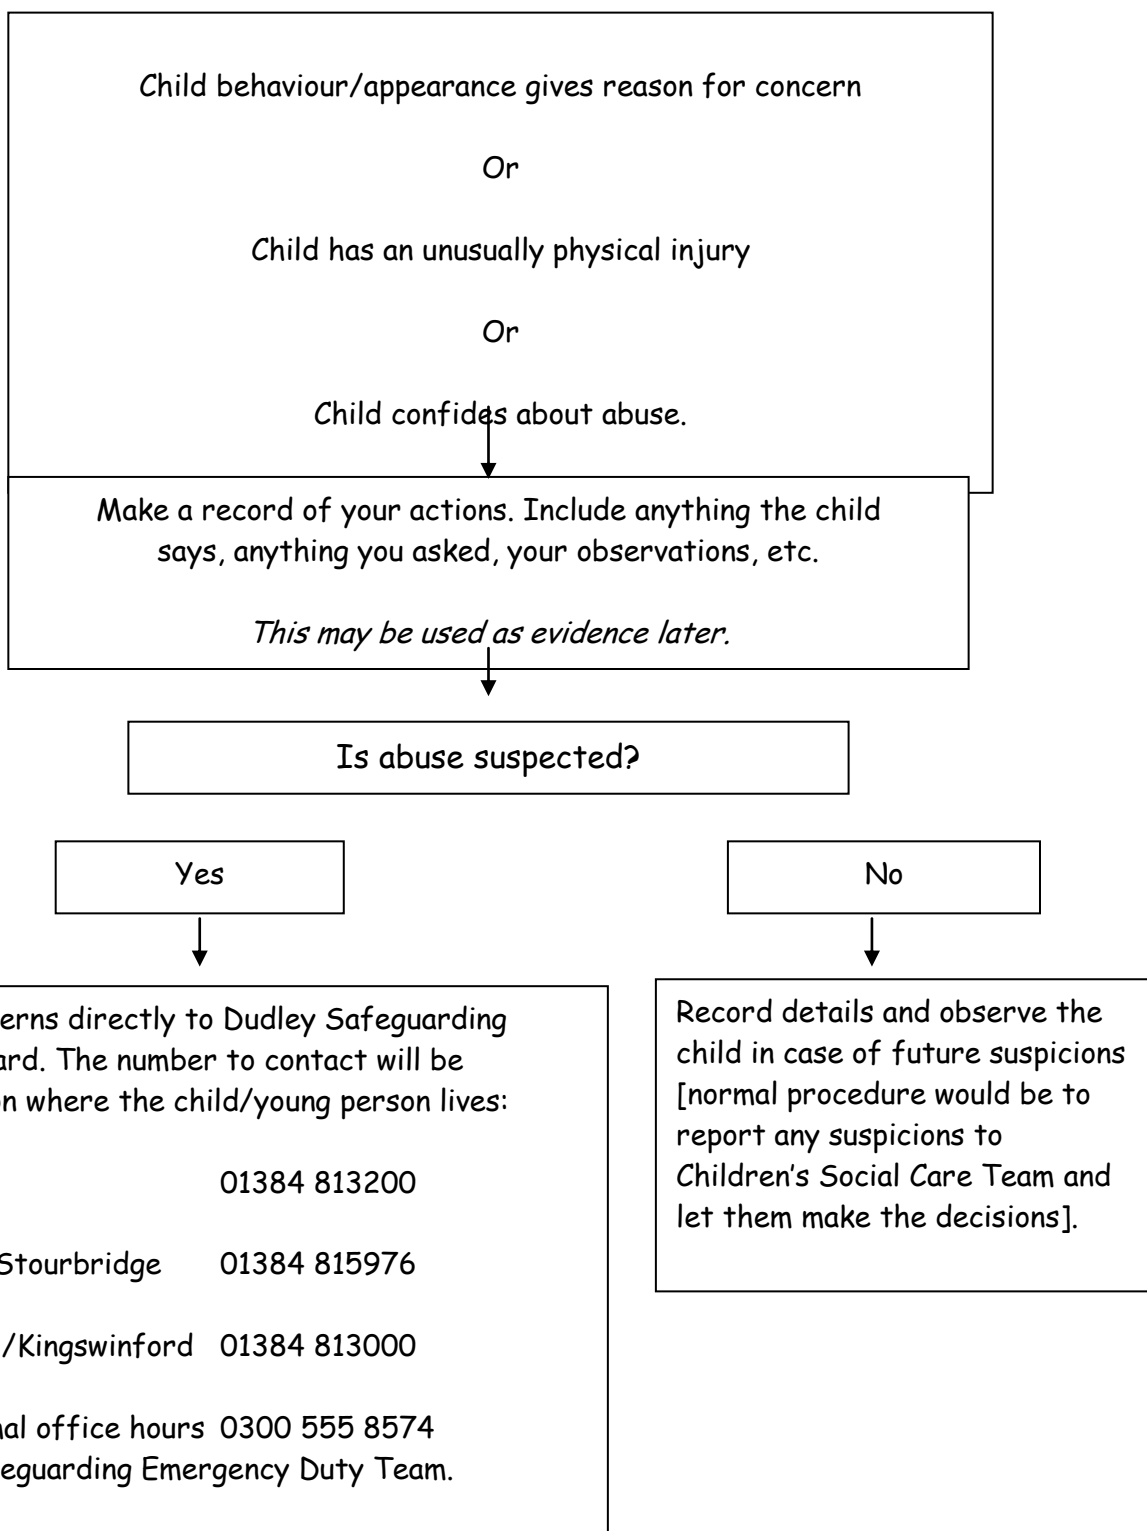 Child behaviour/appearance gives reason for concern
Or
Child has an unusually physical injury
Or
Child confides about abuse.
Make a record of your actions. Include anything the child
says, anything you asked, your observations, etc.
This may be used as evidence later.
Is abuse suspected?
Yes
No
erns directly to Dudley Safeguarding
ard. The number to contact will be
on where the child/young person lives:
01384 813200
Stourbridge 01384 815976
/Kingswinford 01384 813000
nal office hours 0300 555 8574
eguarding Emergency Duty Team.
Record details and observe the
child in case of future suspicions
[normal procedure would be to
report any suspicions to
Children's Social Care Team and
let them make the decisions].